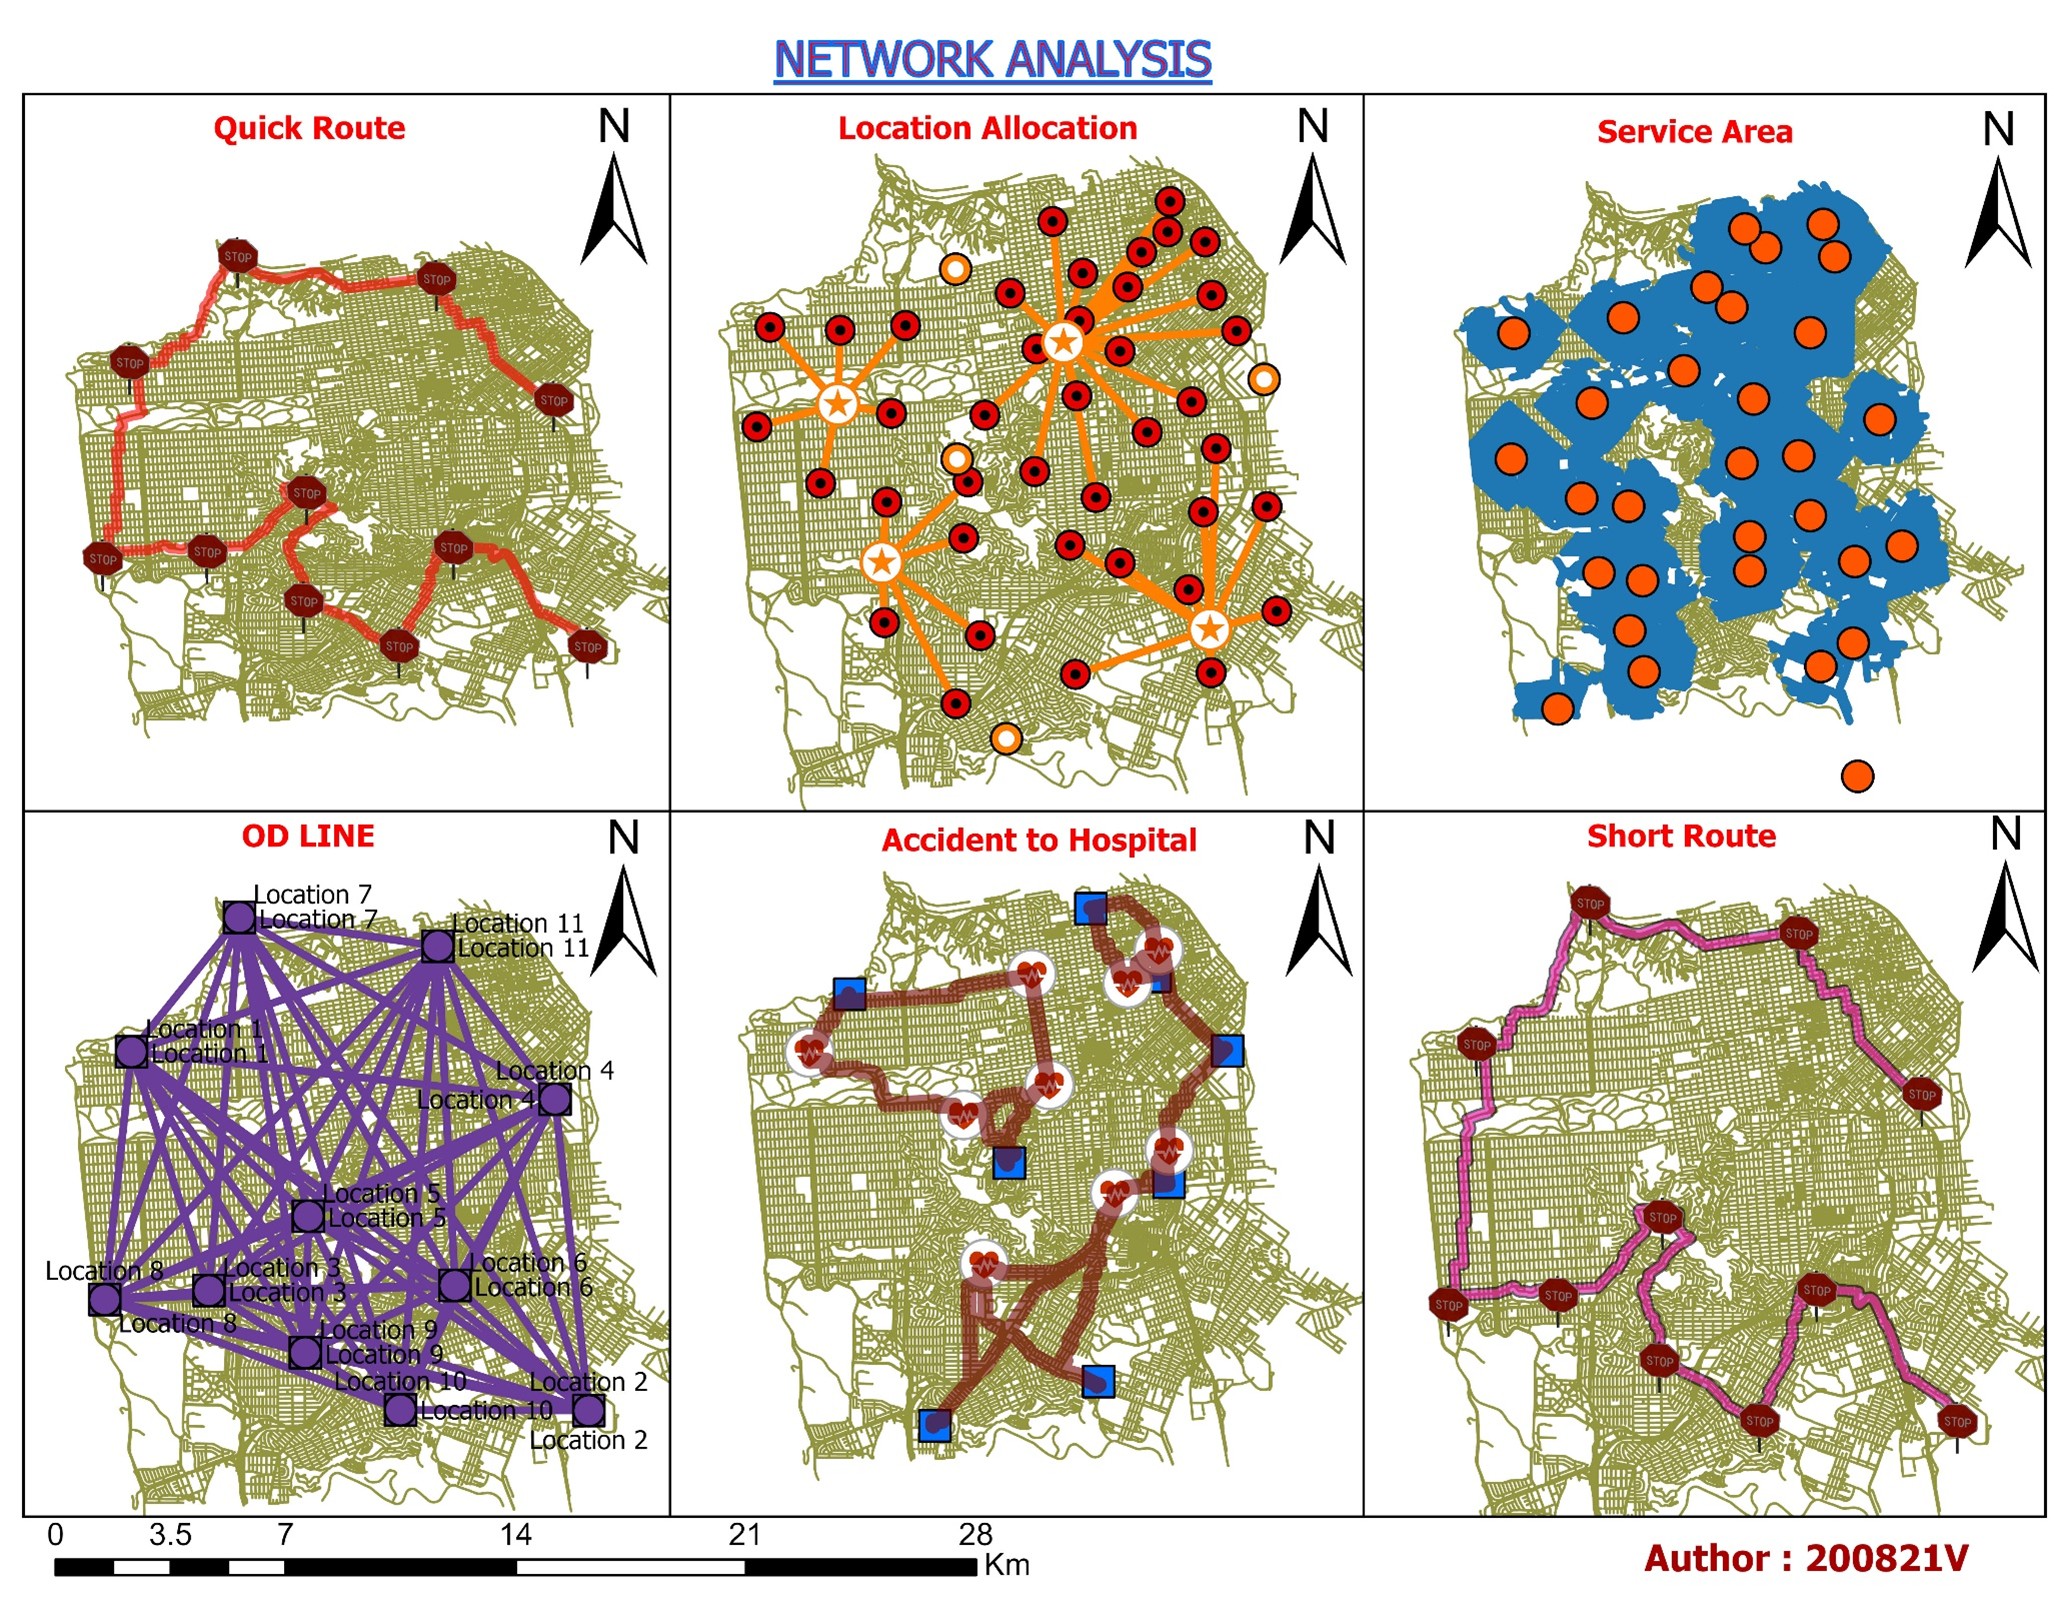 NETWORK ANALYSIS
Quick Route
N
STOP
STOP
STOP
STOP
STOP
STOP
STOP
STOP
STOP
STOP
STOP
Location Allocation
N
Service Area
N
OD LINE
N
Location 7
Location 7
Location 11
Location 11
Location 1
Location 1
Location 4
Location 4
Location 5
Location 5
Location 8
Location 3
Location 6
Location 3
Location 6
Location 8
Location 9
Location 9
Location 10
Location 2
Location 10
Location 2
Accident to Hospital
N
Short Route
N
STOP
STOP
STOP
STOP
STOP
STOP
STOP
STOP
STOP
STOP
STOP
0 3.5 7 14 21 28
Km
Author : 200821V